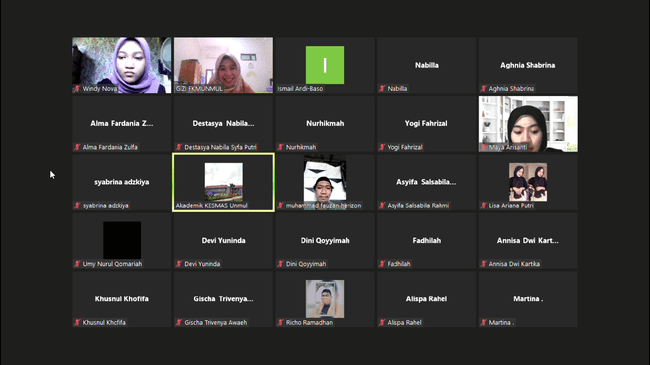 Windy Nova
GIZI FKMUNMUL
I
Ismail Ardi-Baso
Nabilla
Nabilla
Aghnia Shabrina
Aghnia Shabrina
Alma Fardania Z...
Alma Fardania Zulfa
Destasya Nabila...
Destasya Nabila Syfa Putri
Nurhikmah
Nurhikmah
Yogi Fahrizal
Yogi Fahrizal
Maya Arisanti
syabrina adzkiya
syabrina adzkiya
Akademik KESMAS Unmul
muhammad fauzan herizon
Asyifa Salsabila...
Asyifa Salsabila Rahmi
Lisa Ariana Putri
Umy Nurul Qomariah
Devi Yuninda
Devi Yuninda
Dini Qoyyimah
Dini Qoyyimah
Fadhilah
Fadhilah
Annisa Dwi Kart...
Annisa Dwi Kartika
Khusnul Khofifa
Khusnul Khofifa
Gischa Trivenya...
Gischa Trivenya Awaeh
Richo Ramadhan
Alispa Rahel
Alispa Rahel
Martina .
Martina .